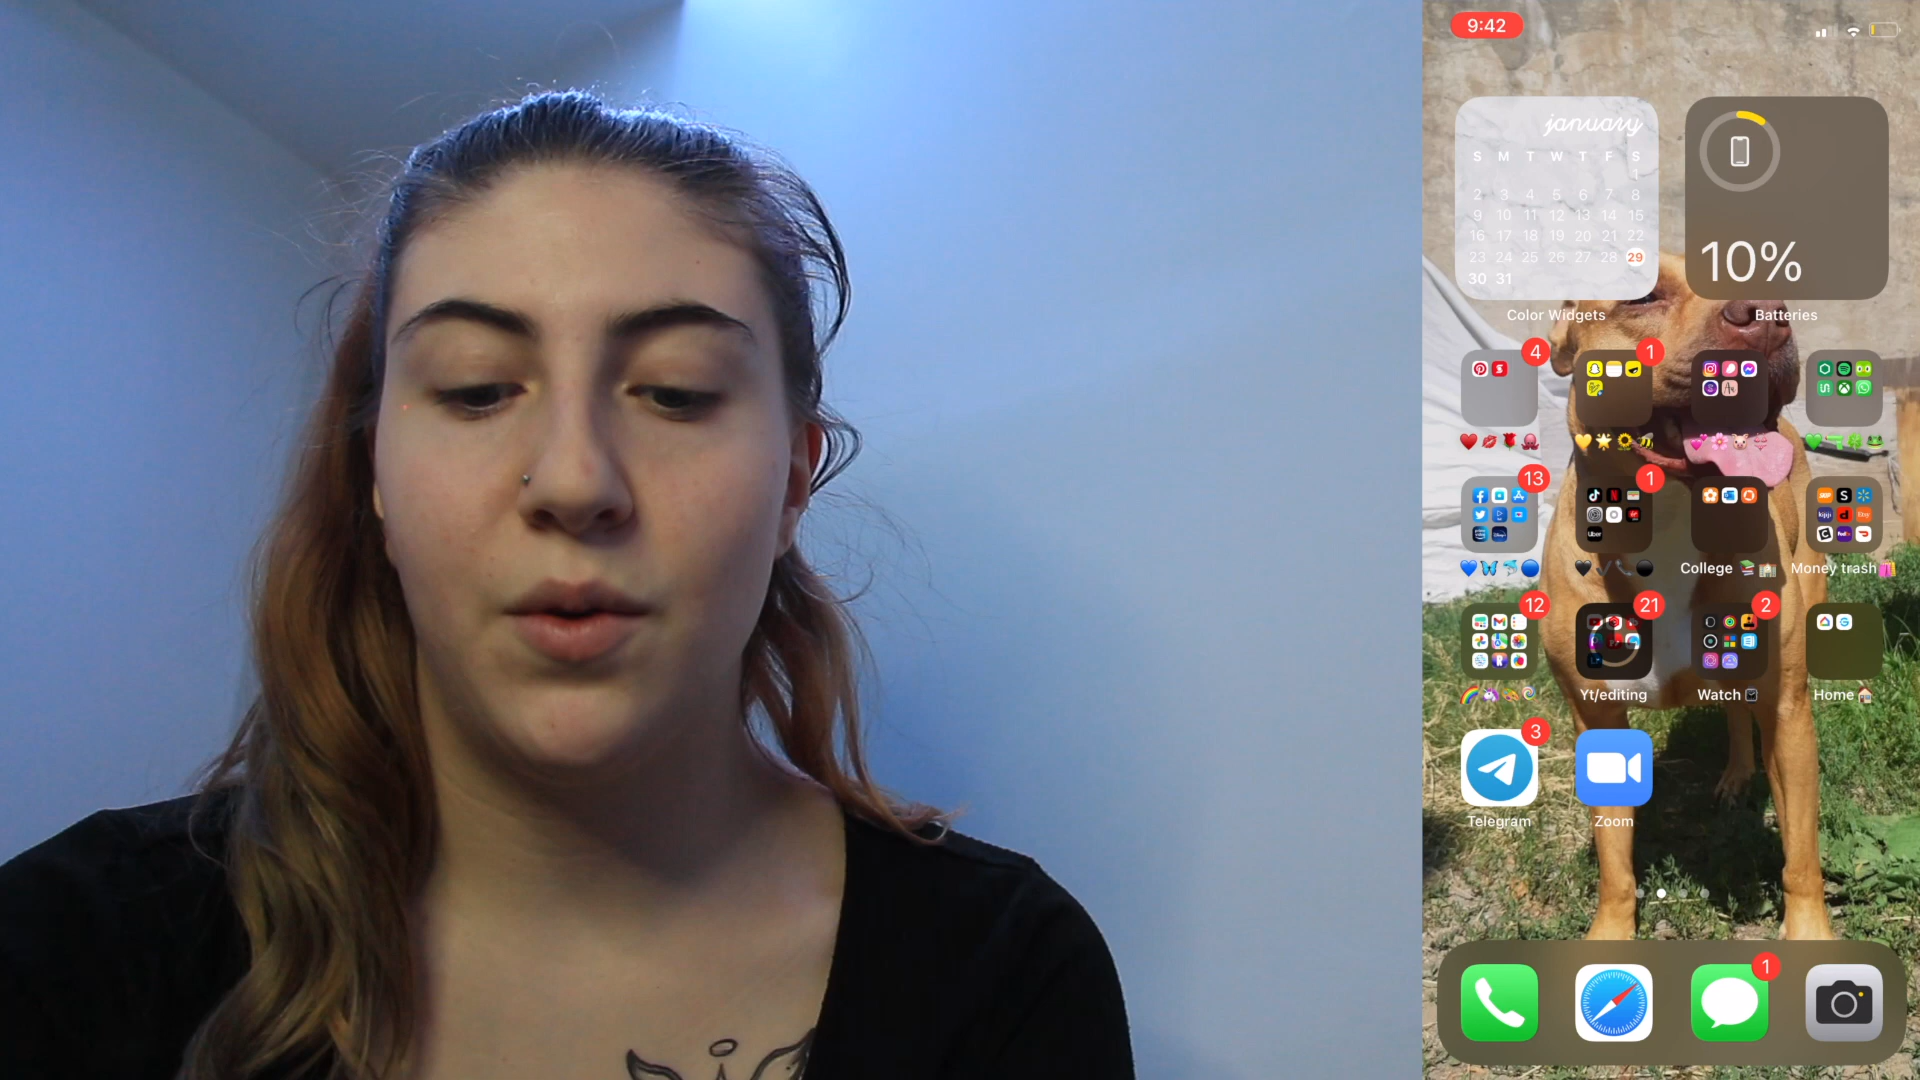 9:42
january
S M T W T F S
1
2 3 4 5 6 7 8
9 10 11 12 13 14 15
16 17 18 19 20 21 22
23 24 25 26 27 28 29
30 31
10%
Color Widgets
Batteries
4
1
13
1
College
Money trash
12
21
2
Yt/editing
Watch
Home
3
Telegram
Zoom
1